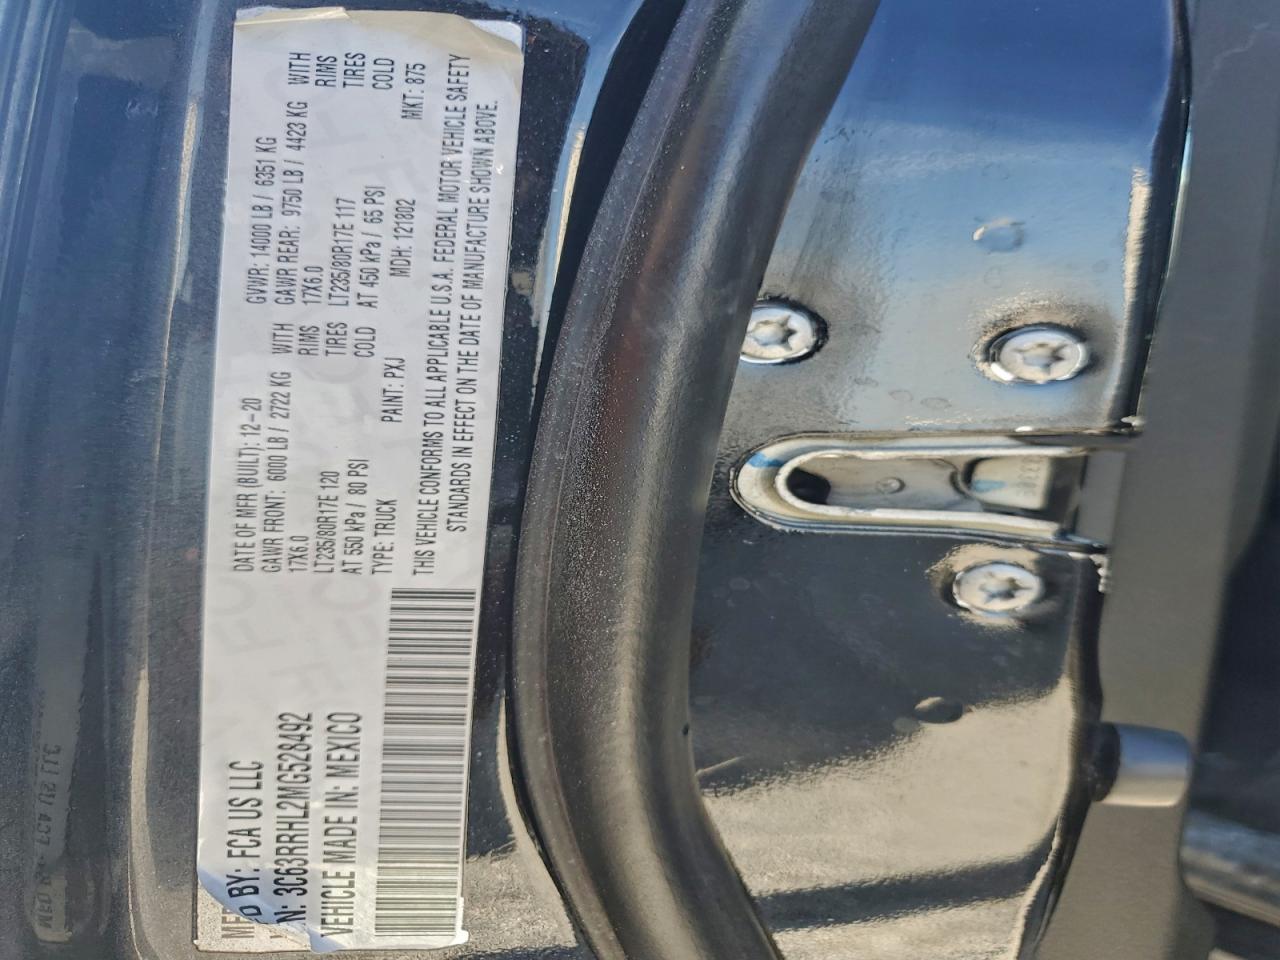 MFD BY: FCA US LLC
VIN: 3C63RRHL2MG528492
VEHICLE MADE IN: MEXICO
DATE OF MFR (BUILT): 12-20 GVWR: 14000 LB / 6351 KG
GAWR FRONT: 6000 LB / 2722 KG WITH GAWR REAR: 9750 LB / 4423 KG WITH
17X6.0 RIMS 17X6.0 RIMS
LT235/80R17E 120 TIRES LT235/80R17E 117 TIRES
AT 550 kPa / 80 PSI COLD AT 450 kPa / 65 PSI COLD
TYPE: TRUCK PAINT: PXJ MDH: 121802 MKT: 875
THIS VEHICLE CONFORMS TO ALL APPLICABLE U.S.A. FEDERAL MOTOR VEHICLE SAFETY
STANDARDS IN EFFECT ON THE DATE OF MANUFACTURE SHOWN ABOVE.